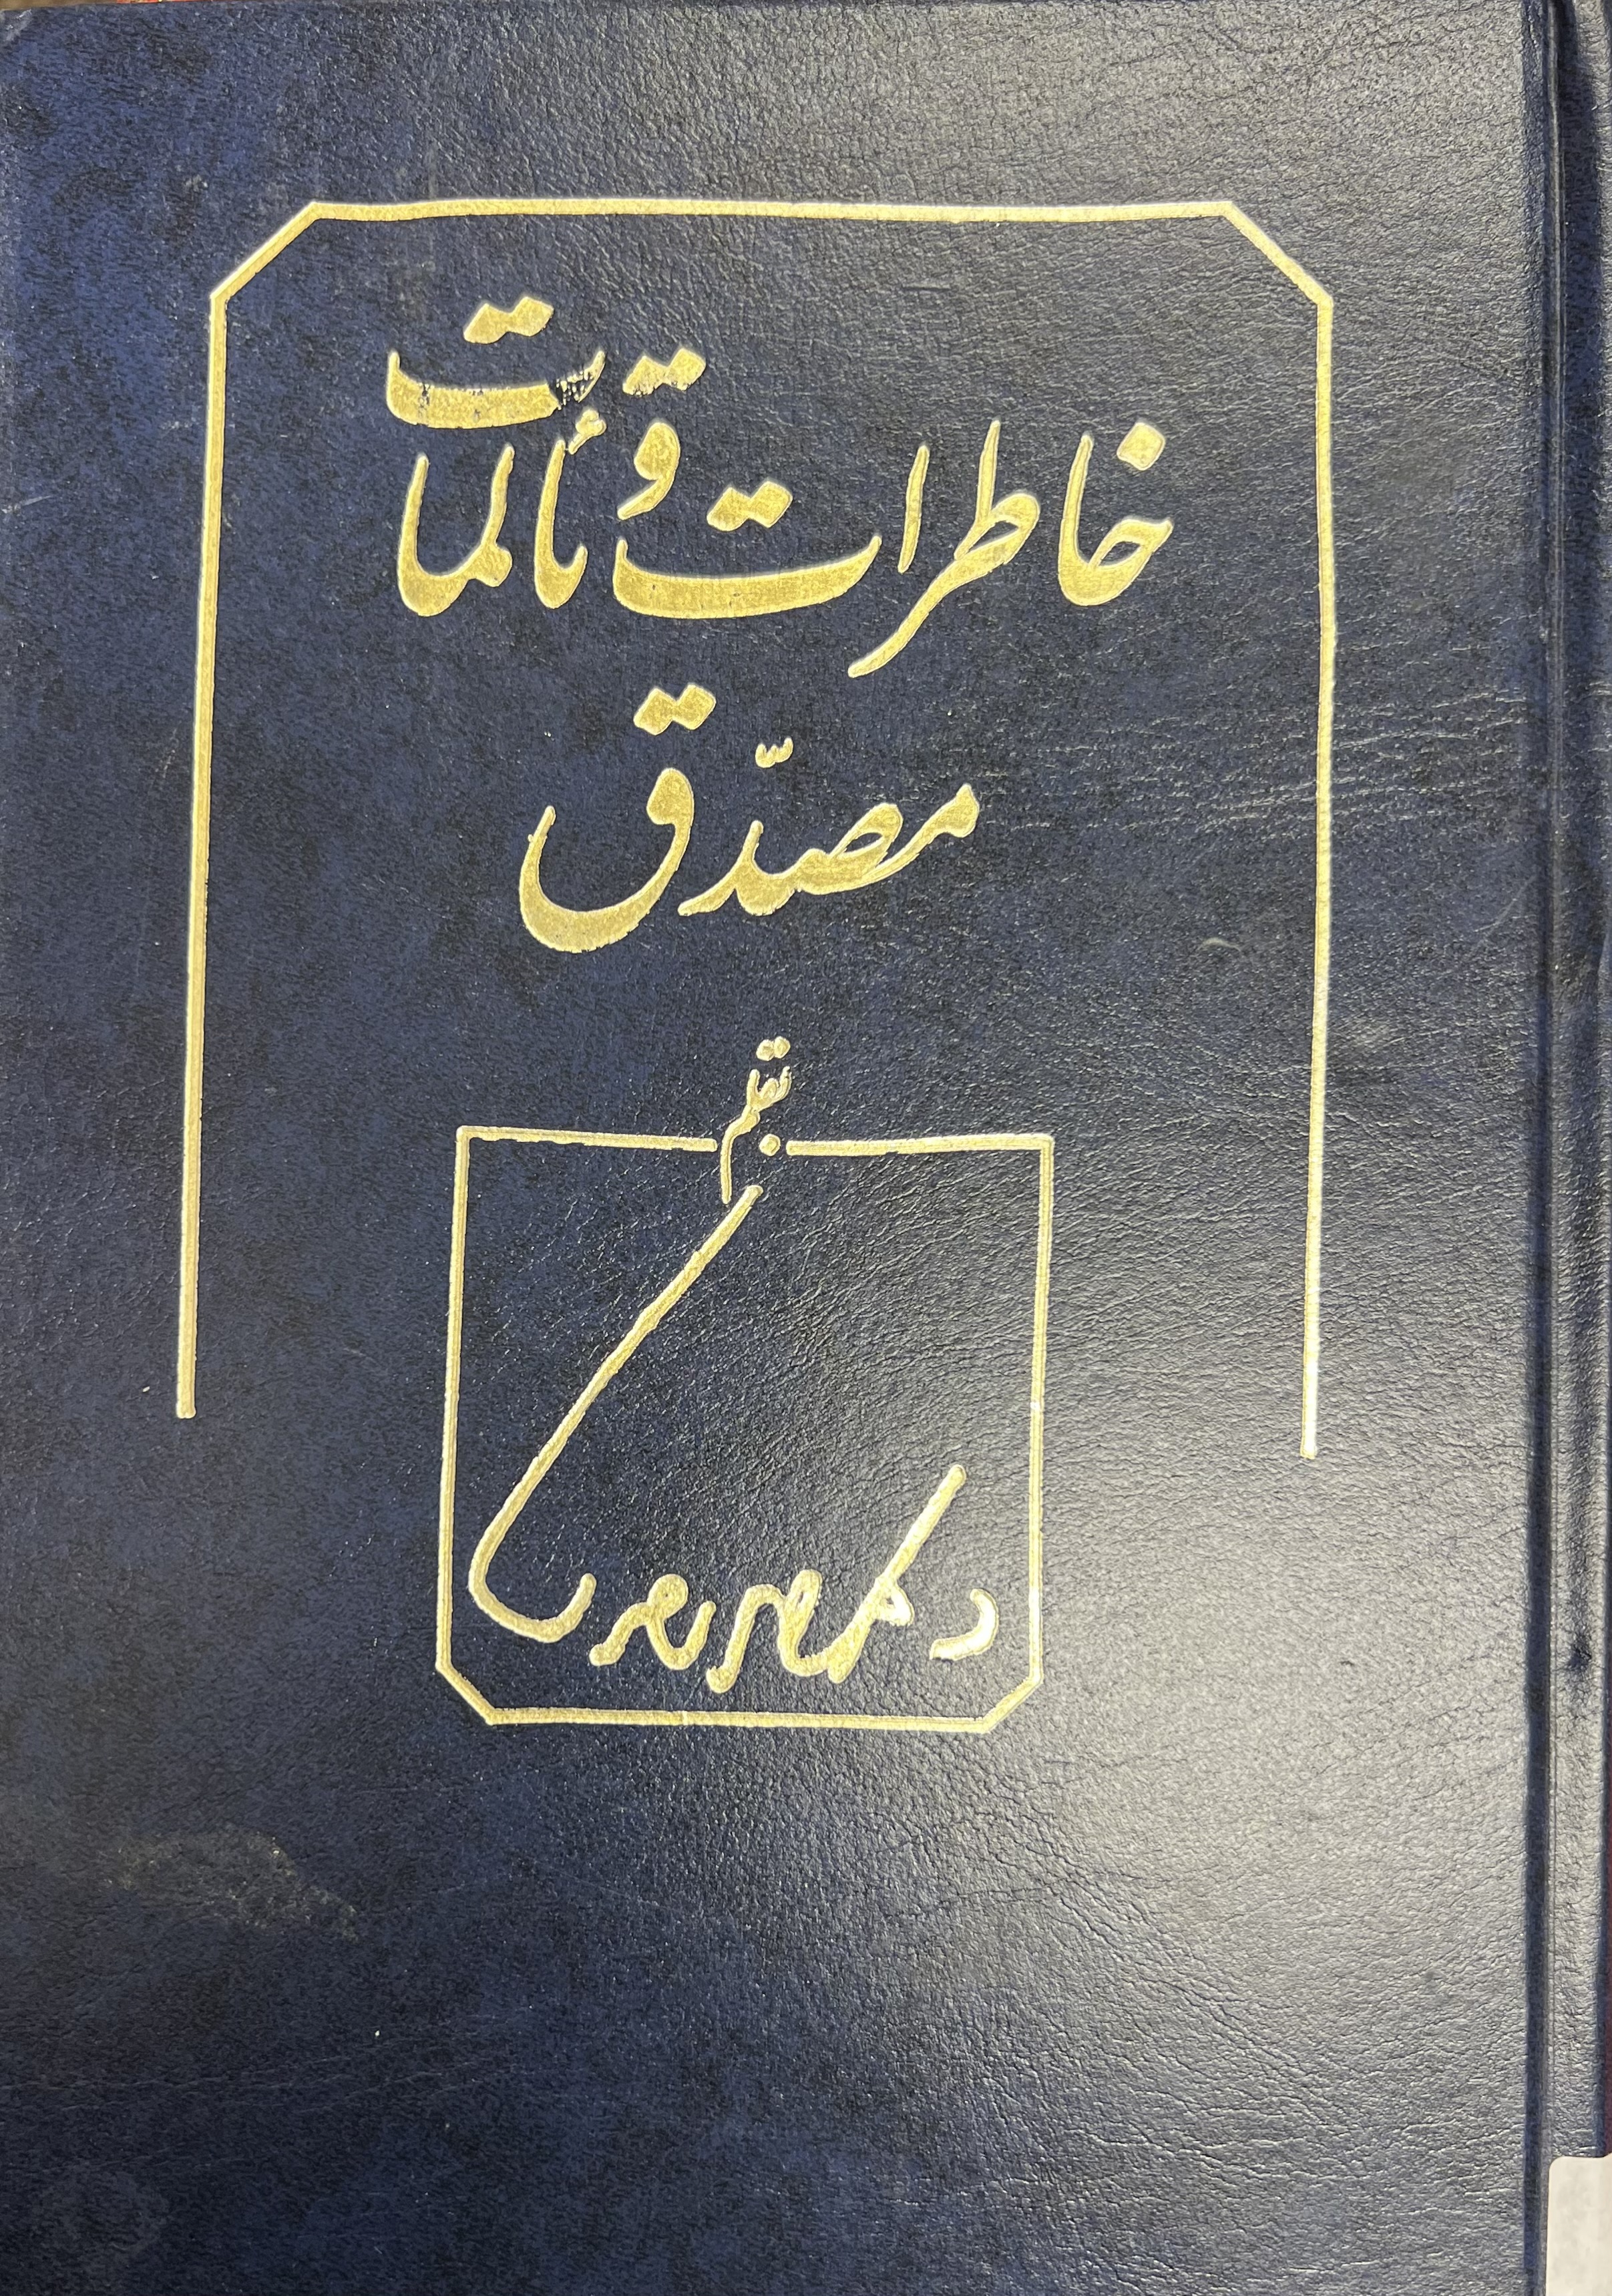 خاطرات و تألمات
مصدّق
بقلم
دکتر محمد مصدق